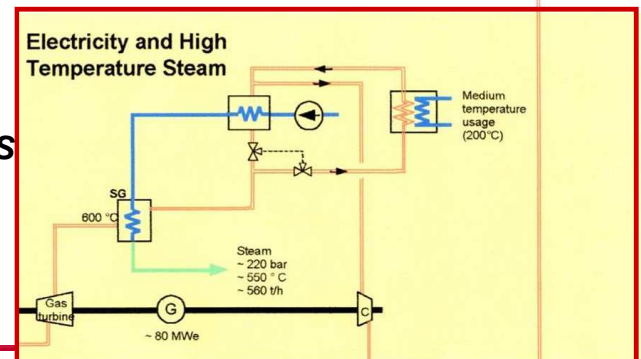 Electricity and High
Temperature Steam
Medium
temperature
usage
(200°C)
s
SG
600 °C
Steam
~ 220 bar
~ 550 ° C
~ 560 t/h
Gas
turbine
G
C
~ 80 MWe